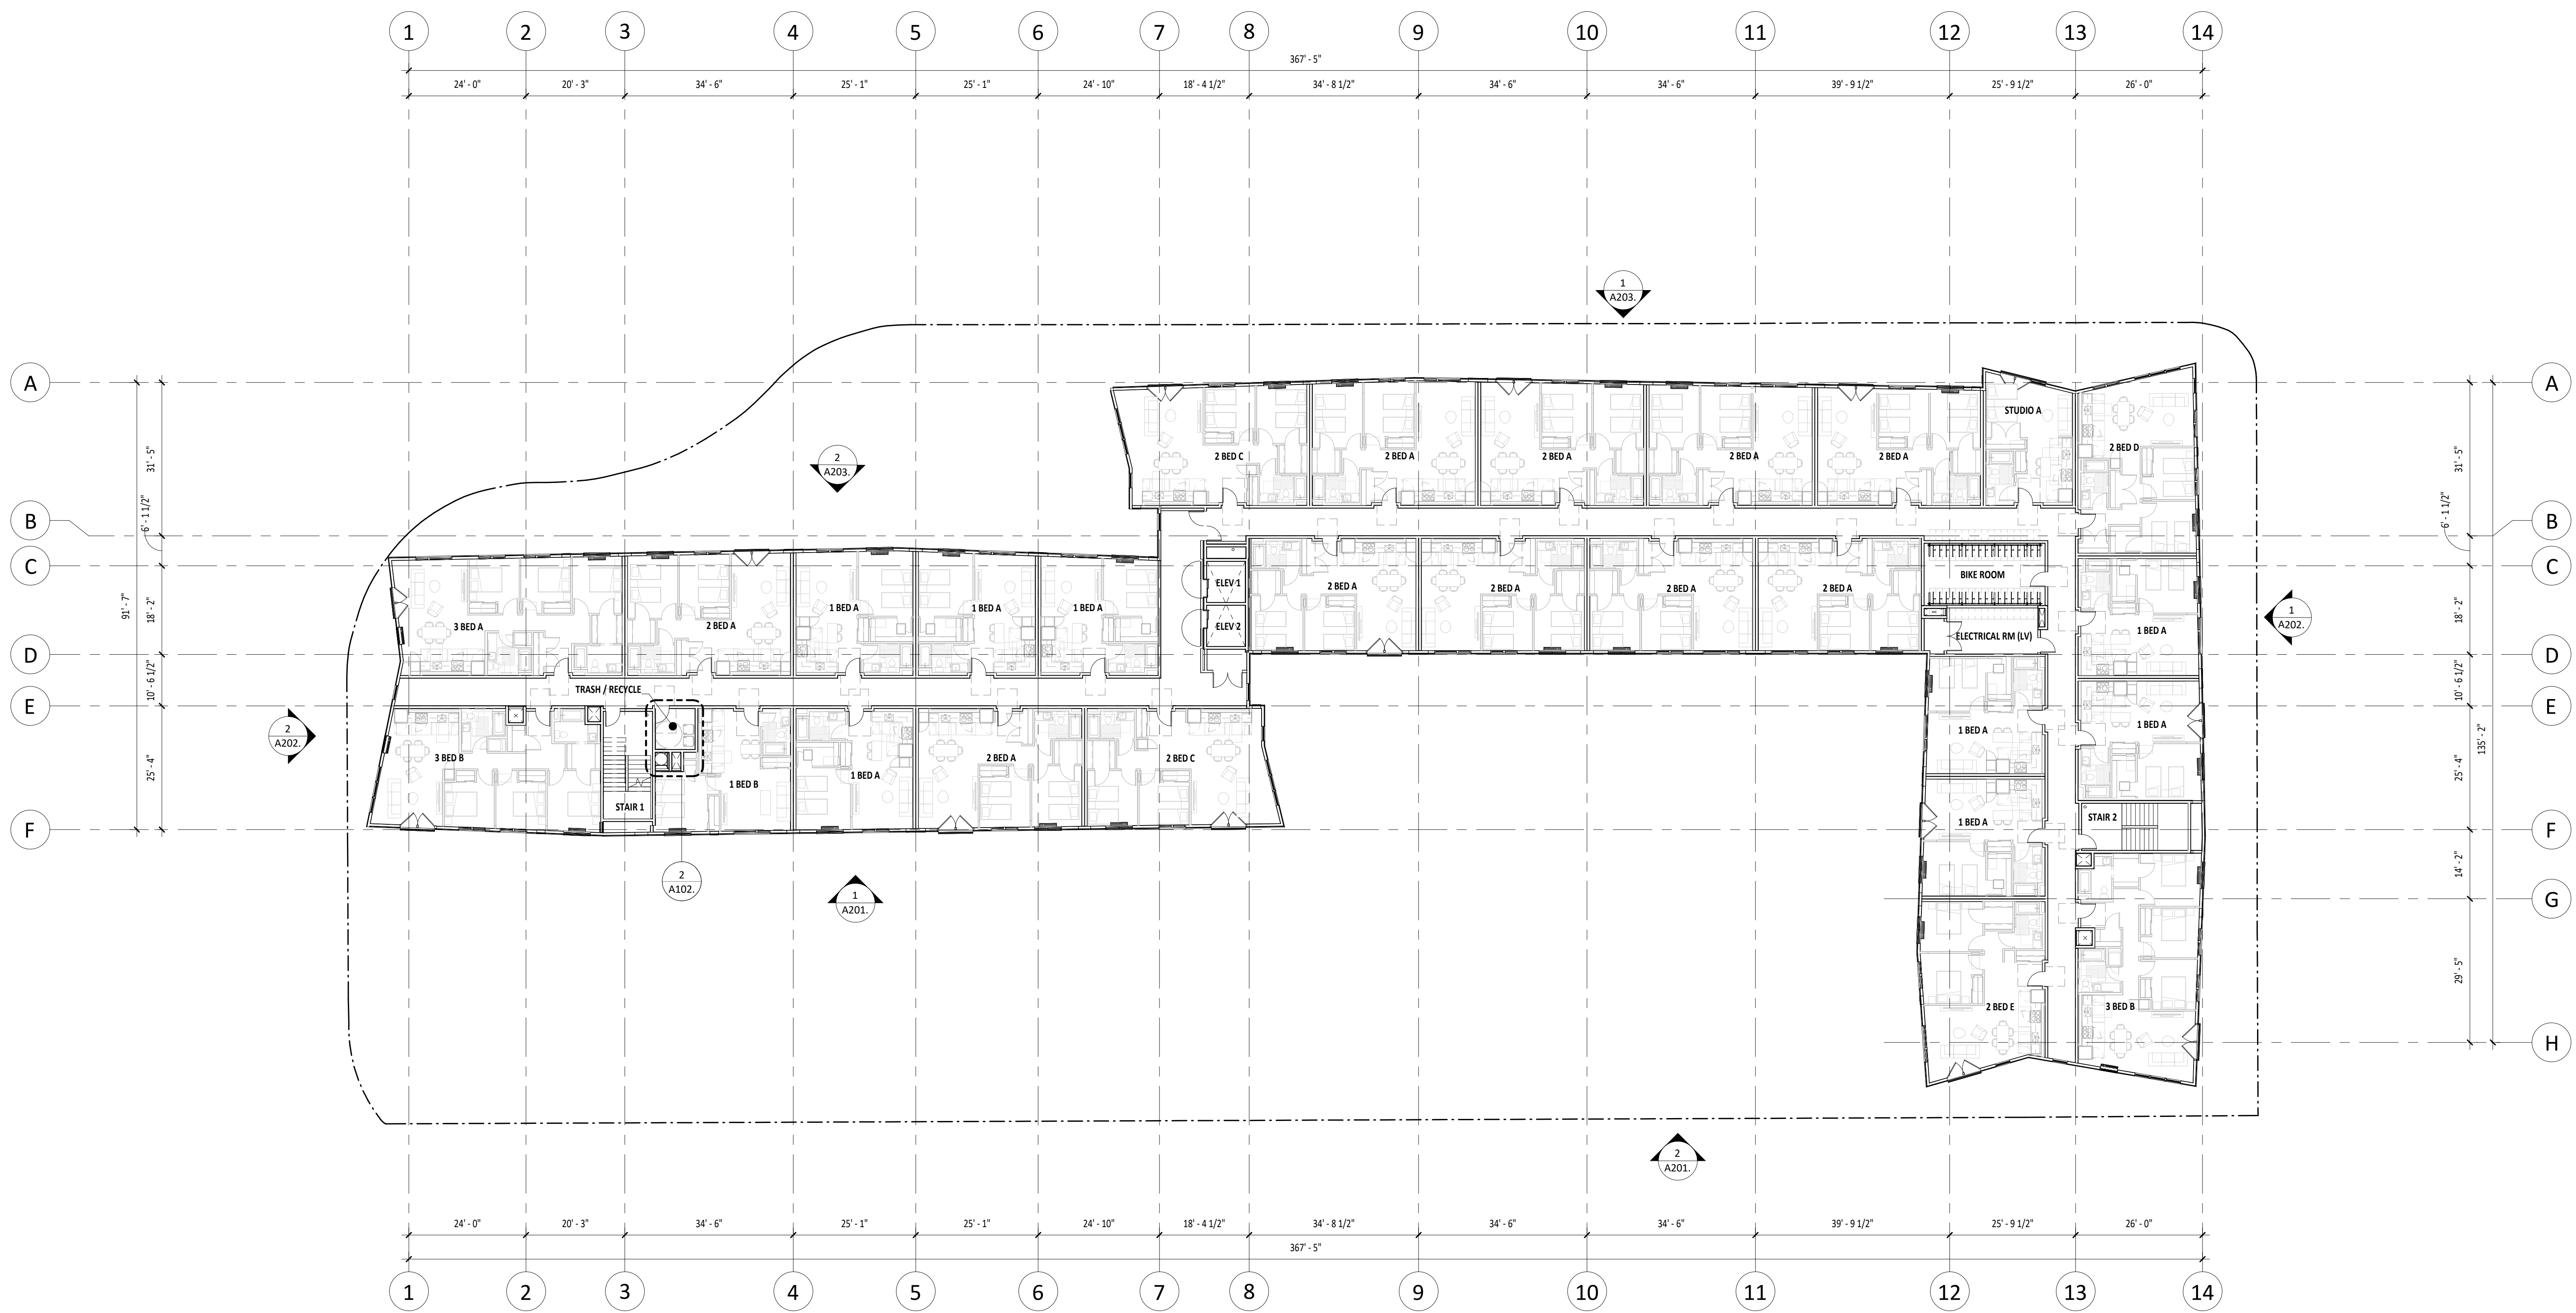 1 2 3 4 5 6 7 8 9 10 11 12 13 14
367' - 5"
24' - 0" 20' - 3" 34' - 6" 25' - 1" 25' - 1" 24' - 10" 18' - 4 1/2" 34' - 8 1/2" 34' - 6" 34' - 6" 39' - 9 1/2" 25' - 9 1/2" 26' - 0"
1
A203.
A A
STUDIO A
2 BED D
2 BED C 2 BED A 2 BED A 2 BED A 2 BED A
31' - 5" 31' - 5"
2
A203.
6' - 1 1/2" 6' - 1 1/2"
B B
C C
BIKE ROOM
ELEV 1 2 BED A 2 BED A 2 BED A 2 BED A
91' - 7" 18' - 2" 18' - 2"
1 BED A 1 BED A 1 BED A
1
A202.
3 BED A 2 BED A ELEV 2 1 BED A
ELECTRICAL RM (LV)
D D
10' - 6 1/2" 10' - 6 1/2"
TRASH / RECYCLE
E E
1 BED A 1 BED A
2
A202.
135' - 2"
3 BED B 2 BED A 2 BED C
25' - 4" 25' - 4"
1 BED B 1 BED A
STAIR 1 STAIR 2
1 BED A
F F
14' - 2"
2
A102.
1
A201.
G
29' - 5"
2 BED E 3 BED B
H
2
A201.
24' - 0" 20' - 3" 34' - 6" 25' - 1" 25' - 1" 24' - 10" 18' - 4 1/2" 34' - 8 1/2" 34' - 6" 34' - 6" 39' - 9 1/2" 25' - 9 1/2" 26' - 0"
367' - 5"
1 2 3 4 5 6 7 8 9 10 11 12 13 14